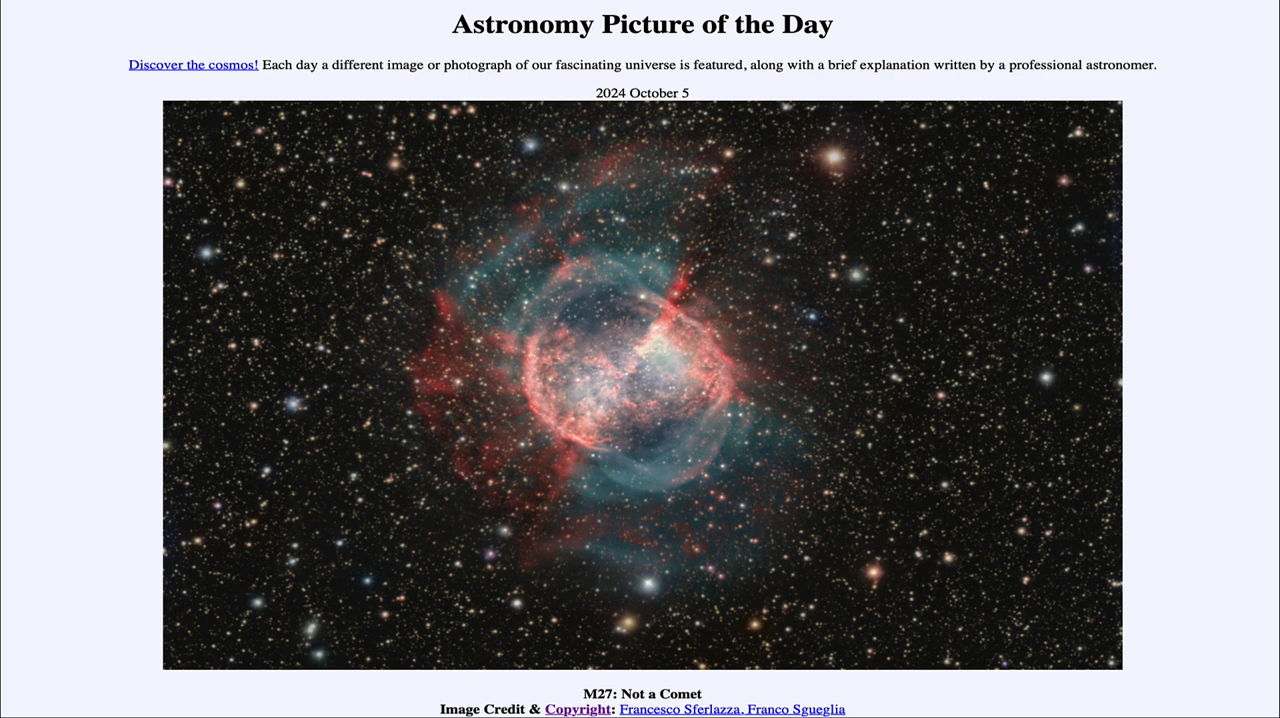 Astronomy Picture of the Day
Discover the cosmos! Each day a different image or photograph of our fascinating universe is featured, along with a brief explanation written by a professional astronomer.
2024 October 5
M27: Not a Comet
Image Credit & Copyright: Francesco Sferlazza, Franco Sgueglia